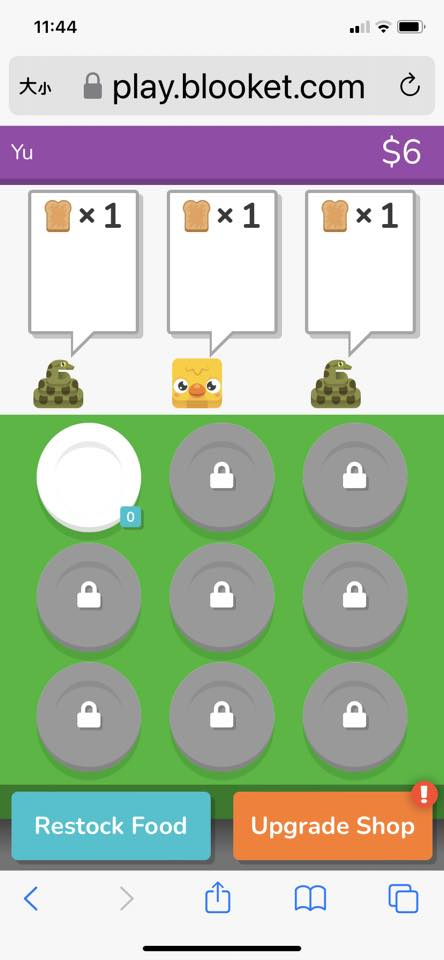 11:44
大小 play.blooket.com
Yu $6
× 1 × 1 × 1
0
Restock Food Upgrade Shop !